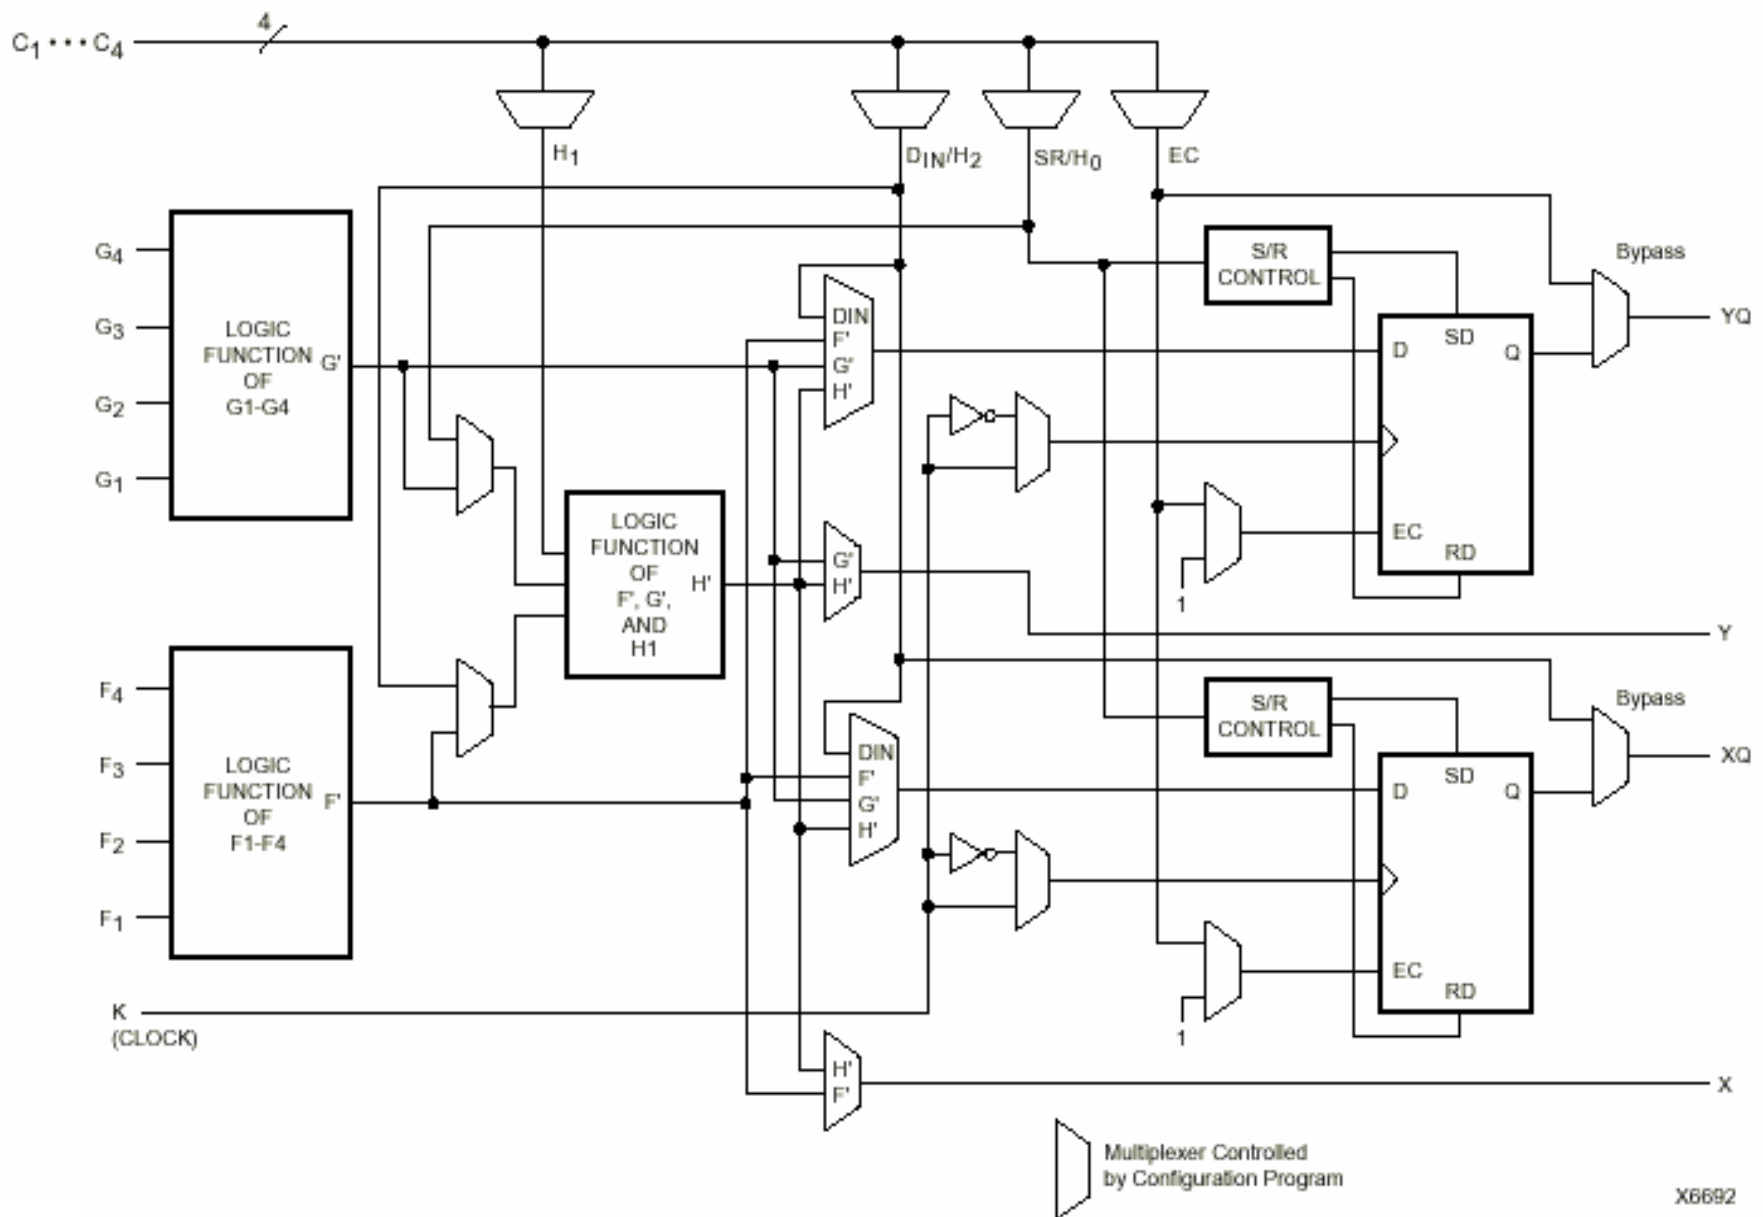 C1 ••• C4
4
H1
DIN/H2
SR/H0
EC
G4
G3
G2
G1
LOGIC
FUNCTION
OF
G1-G4
G'
DIN
F'
G'
H'
S/R
CONTROL
Bypass
YQ
D
SD
Q
EC
RD
1
LOGIC
FUNCTION
OF
F', G',
AND
H1
H'
G'
H'
Y
F4
F3
F2
F1
LOGIC
FUNCTION
OF
F1-F4
F'
DIN
F'
G'
H'
S/R
CONTROL
Bypass
XQ
D
SD
Q
EC
RD
1
K
(CLOCK)
H'
F'
X
Multiplexer Controlled
by Configuration Program
X6692